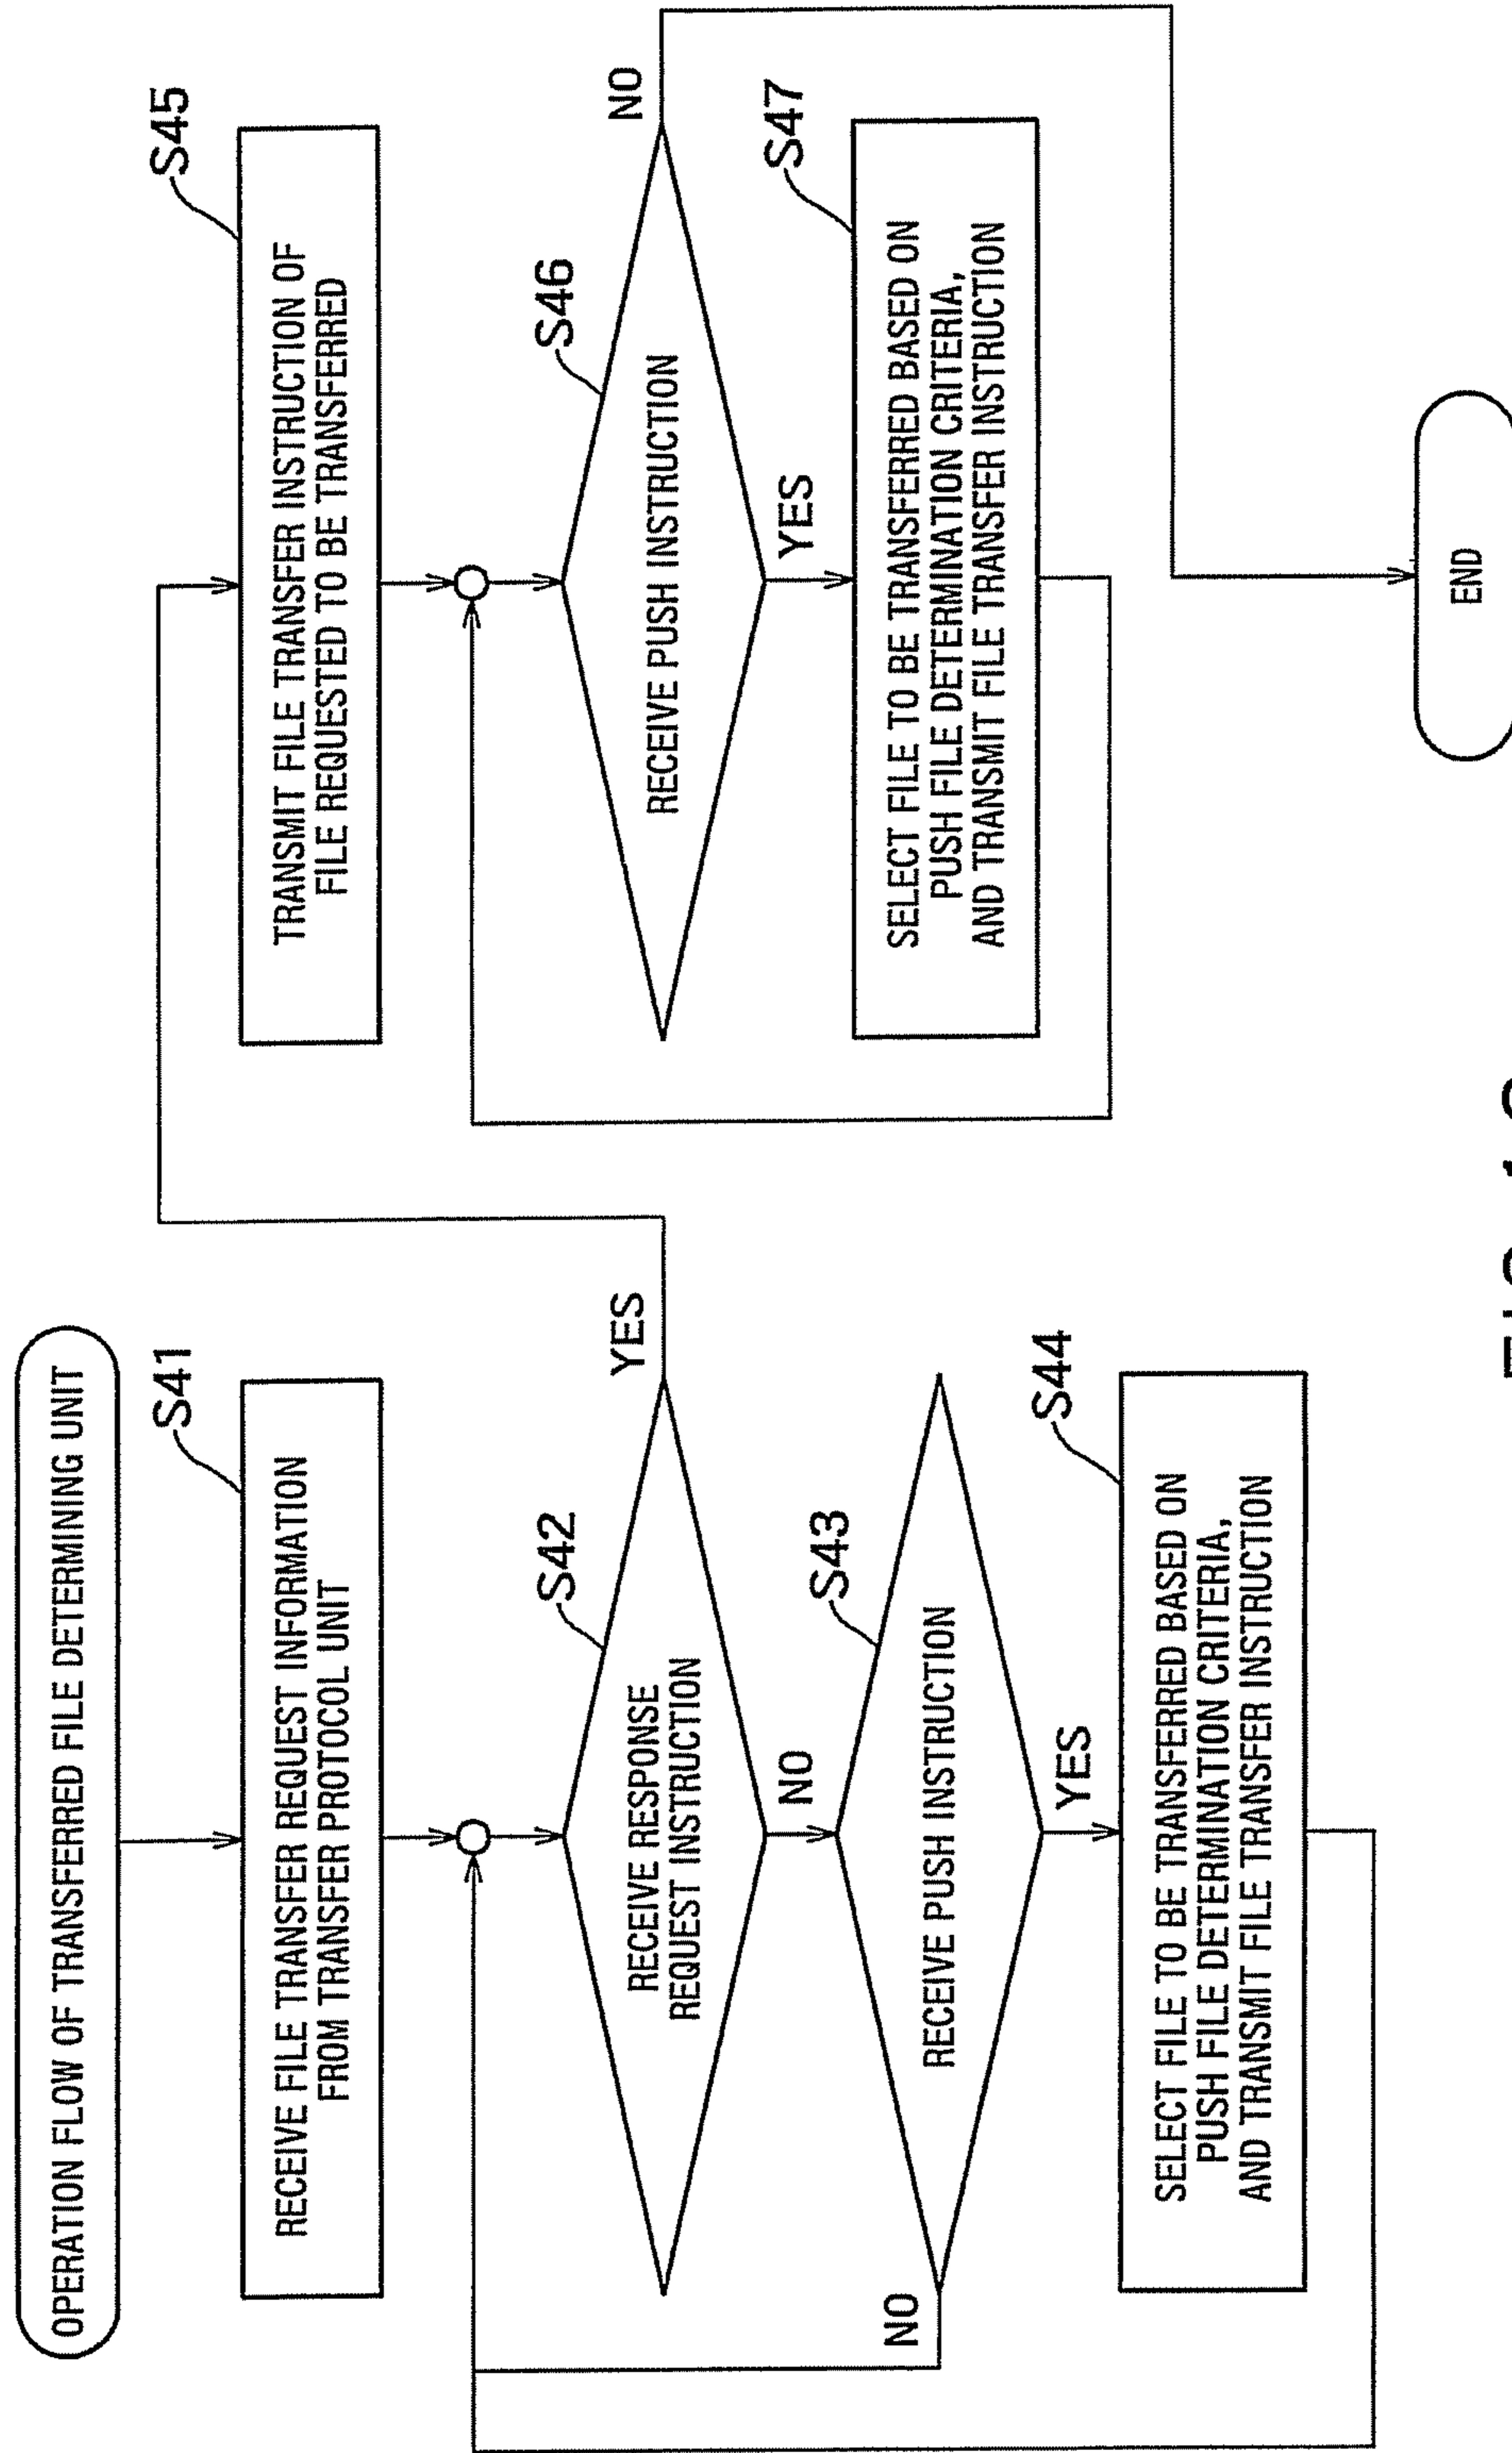 OPERATION FLOW OF TRANSFERRED FILE DETERMINING UNIT
S41
RECEIVE FILE TRANSFER REQUEST INFORMATION
FROM TRANSFER PROTOCOL UNIT
S42
RECEIVE RESPONSE
REQUEST INSTRUCTION
YES
NO
S43
RECEIVE PUSH INSTRUCTION
NO
YES
S44
SELECT FILE TO BE TRANSFERRED BASED ON
PUSH FILE DETERMINATION CRITERIA,
AND TRANSMIT FILE TRANSFER INSTRUCTION
S45
TRANSMIT FILE TRANSFER INSTRUCTION OF
FILE REQUESTED TO BE TRANSFERRED
S46
RECEIVE PUSH INSTRUCTION
NO
YES
S47
SELECT FILE TO BE TRANSFERRED BASED ON
PUSH FILE DETERMINATION CRITERIA,
AND TRANSMIT FILE TRANSFER INSTRUCTION
END